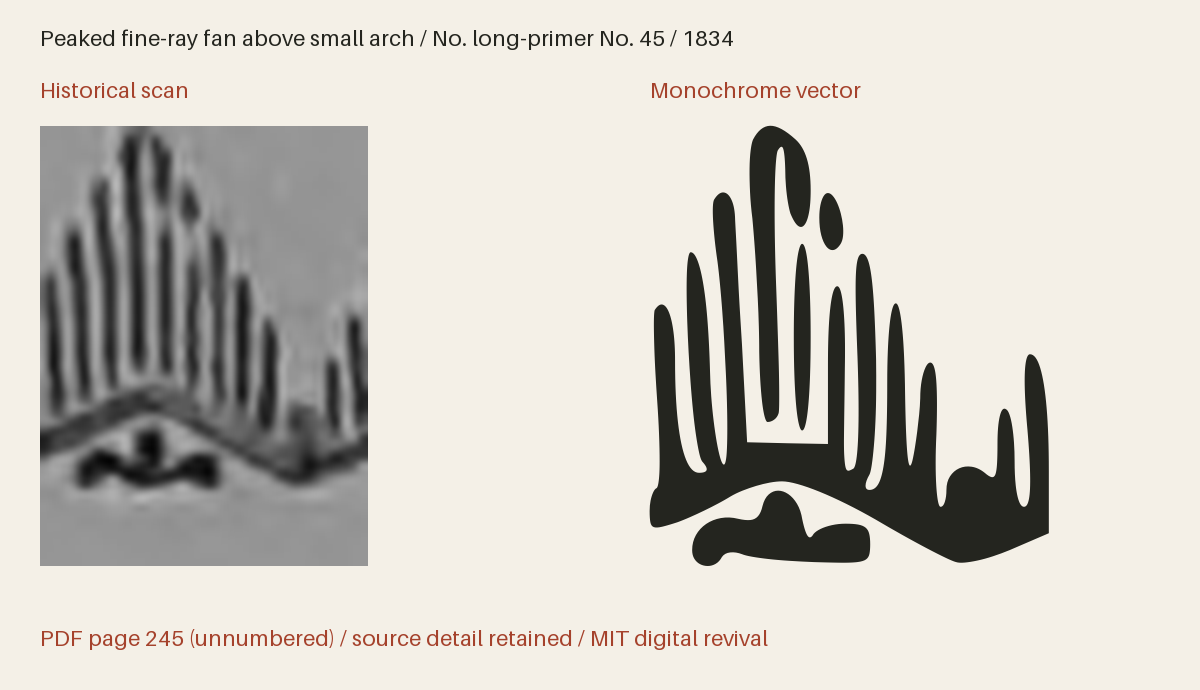 Peaked fine-ray fan above small arch / No. long-primer No. 45 / 1834
Historical scan
Monochrome vector
PDF page 245 (unnumbered) / source detail retained / MIT digital revival